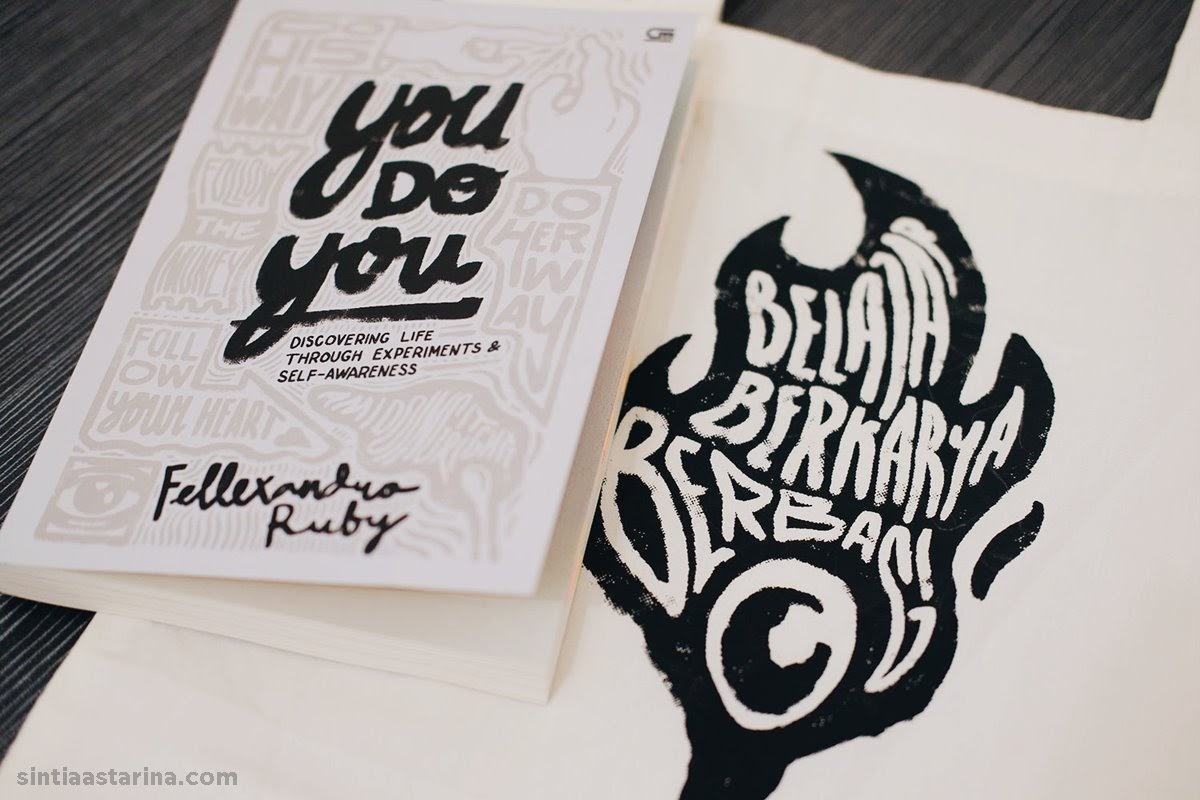 DO
HIS
WAY
YOU
DO
YOU
FOLLOW
THE
MONEY
DO
HER
WAY
DISCOVERING LIFE
THROUGH EXPERIMENTS &
SELF-AWARENESS
FOLL
OW
YOUR HEART
Fellexandro
Ruby
BELAJAR
BERKARYA
BERBAGI
sintiaastarina.com